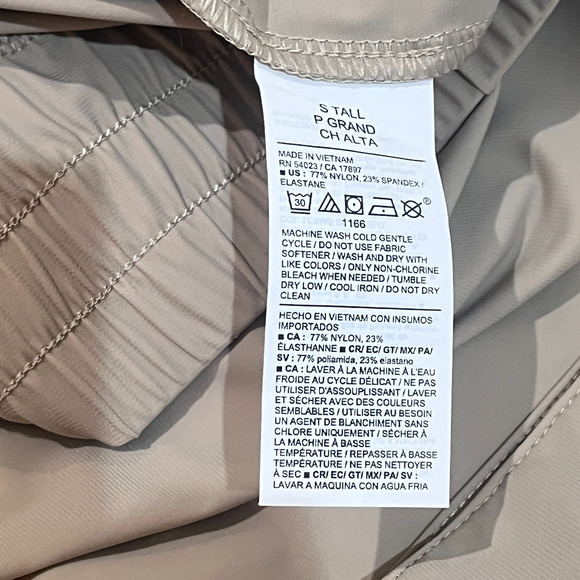 S TALL
P GRAND
CH ALTA
MADE IN VIETNAM
RN 54023 / CA 17897
■ US : 77% NYLON, 23% SPANDEX /
ELASTANE
30
1166
MACHINE WASH COLD GENTLE
CYCLE / DO NOT USE FABRIC
SOFTENER / WASH AND DRY WITH
LIKE COLORS / ONLY NON-CHLORINE
BLEACH WHEN NEEDED / TUMBLE
DRY LOW / COOL IRON / DO NOT DRY
CLEAN
HECHO EN VIETNAM CON INSUMOS
IMPORTADOS
■ CA : 77% NYLON, 23%
ÉLASTHANNE ■ CR/ EC/ GT/ MX/ PA/
SV : 77% poliamida, 23% elastano
■ CA : LAVER À LA MACHINE À L'EAU
FROIDE AU CYCLE DÉLICAT / NE PAS
UTILISER D'ASSOUPLISSANT / LAVER
ET SÉCHER AVEC DES COULEURS
SEMBLABLES / UTILISER AU BESOIN
UN AGENT DE BLANCHIMENT SANS
CHLORE UNIQUEMENT / SÉCHER À
LA MACHINE À BASSE
TEMPÉRATURE / REPASSER À BASSE
TEMPÉRATURE / NE PAS NETTOYER
À SEC ■ CR/ EC/ GT/ MX/ PA/ SV :
LAVAR A MAQUINA CON AGUA FRIA